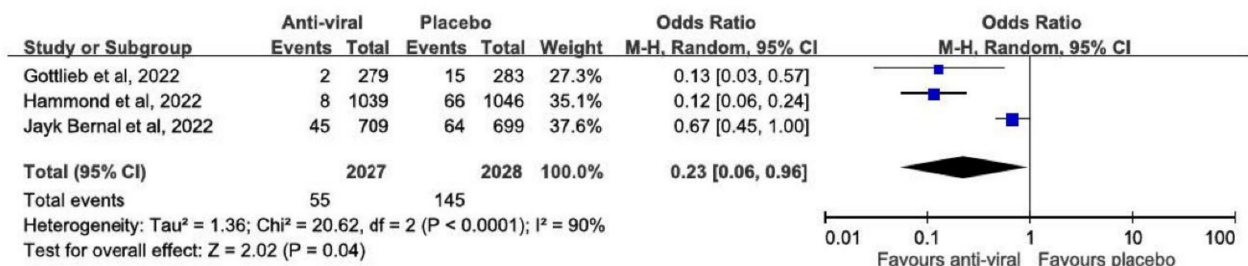 Anti-viral Placebo Odds Ratio Odds Ratio
Study or Subgroup Events Total Events Total Weight M-H, Random, 95% CI M-H, Random, 95% CI
Gottlieb et al, 2022 2 279 15 283 27.3% 0.13 [0.03, 0.57]
Hammond et al, 2022 8 1039 66 1046 35.1% 0.12 [0.06, 0.24]
Jayk Bernal et al, 2022 45 709 64 699 37.6% 0.67 [0.45, 1.00]
Total (95% CI) 2027 2028 100.0% 0.23 [0.06, 0.96]
Total events 55 145
Heterogeneity: Tau² = 1.36; Chi² = 20.62, df = 2 (P < 0.0001); I² = 90%
Test for overall effect: Z = 2.02 (P = 0.04)
0.01 0.1 1 10 100
Favours anti-viral Favours placebo